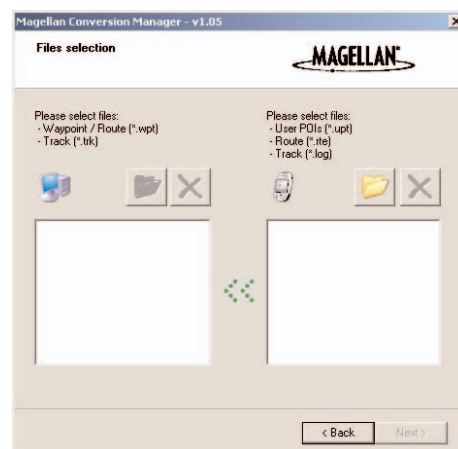 Magellan Conversion Manager - v1.05
Files selection
MAGELLAN
Please select files:
- Waypoint / Route (*.wpt)
- Track (*.trk)
Please select files:
- User POIs (*.upt)
- Route (*.rte)
- Track (*.log)
< Back
Next >